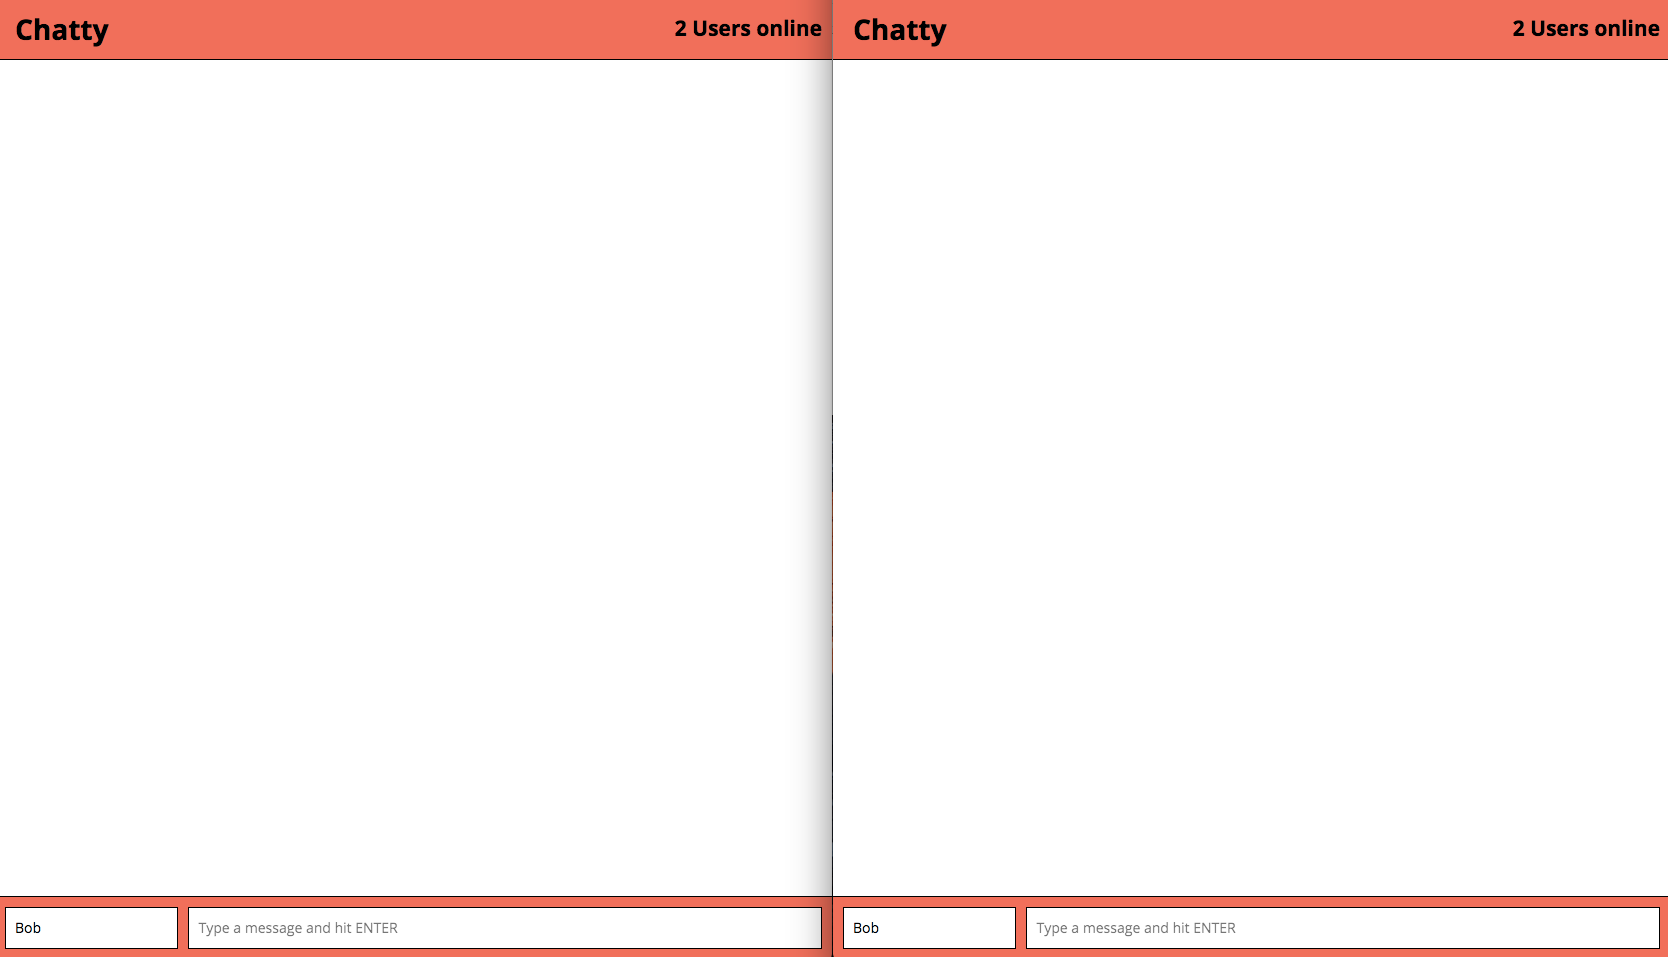 Chatty
2 Users online
Bob
Type a message and hit ENTER
Chatty
2 Users online
Bob
Type a message and hit ENTER